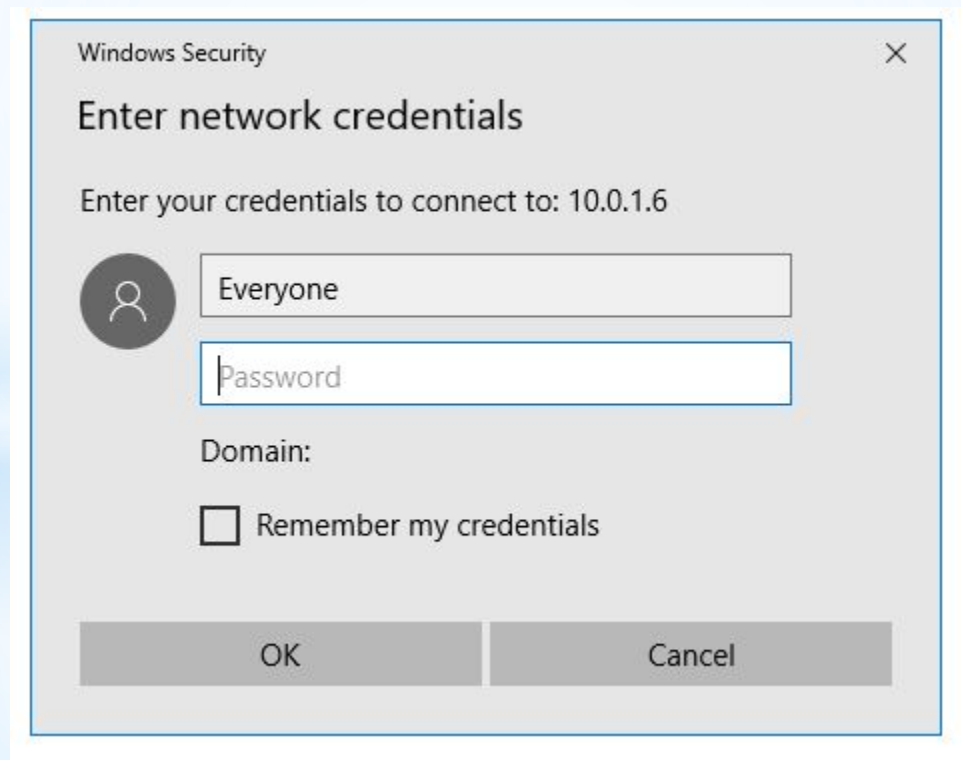 Windows Security
Enter network credentials
Enter your credentials to connect to: 10.0.1.6
Everyone
Password
Domain:
Remember my credentials
OK
Cancel